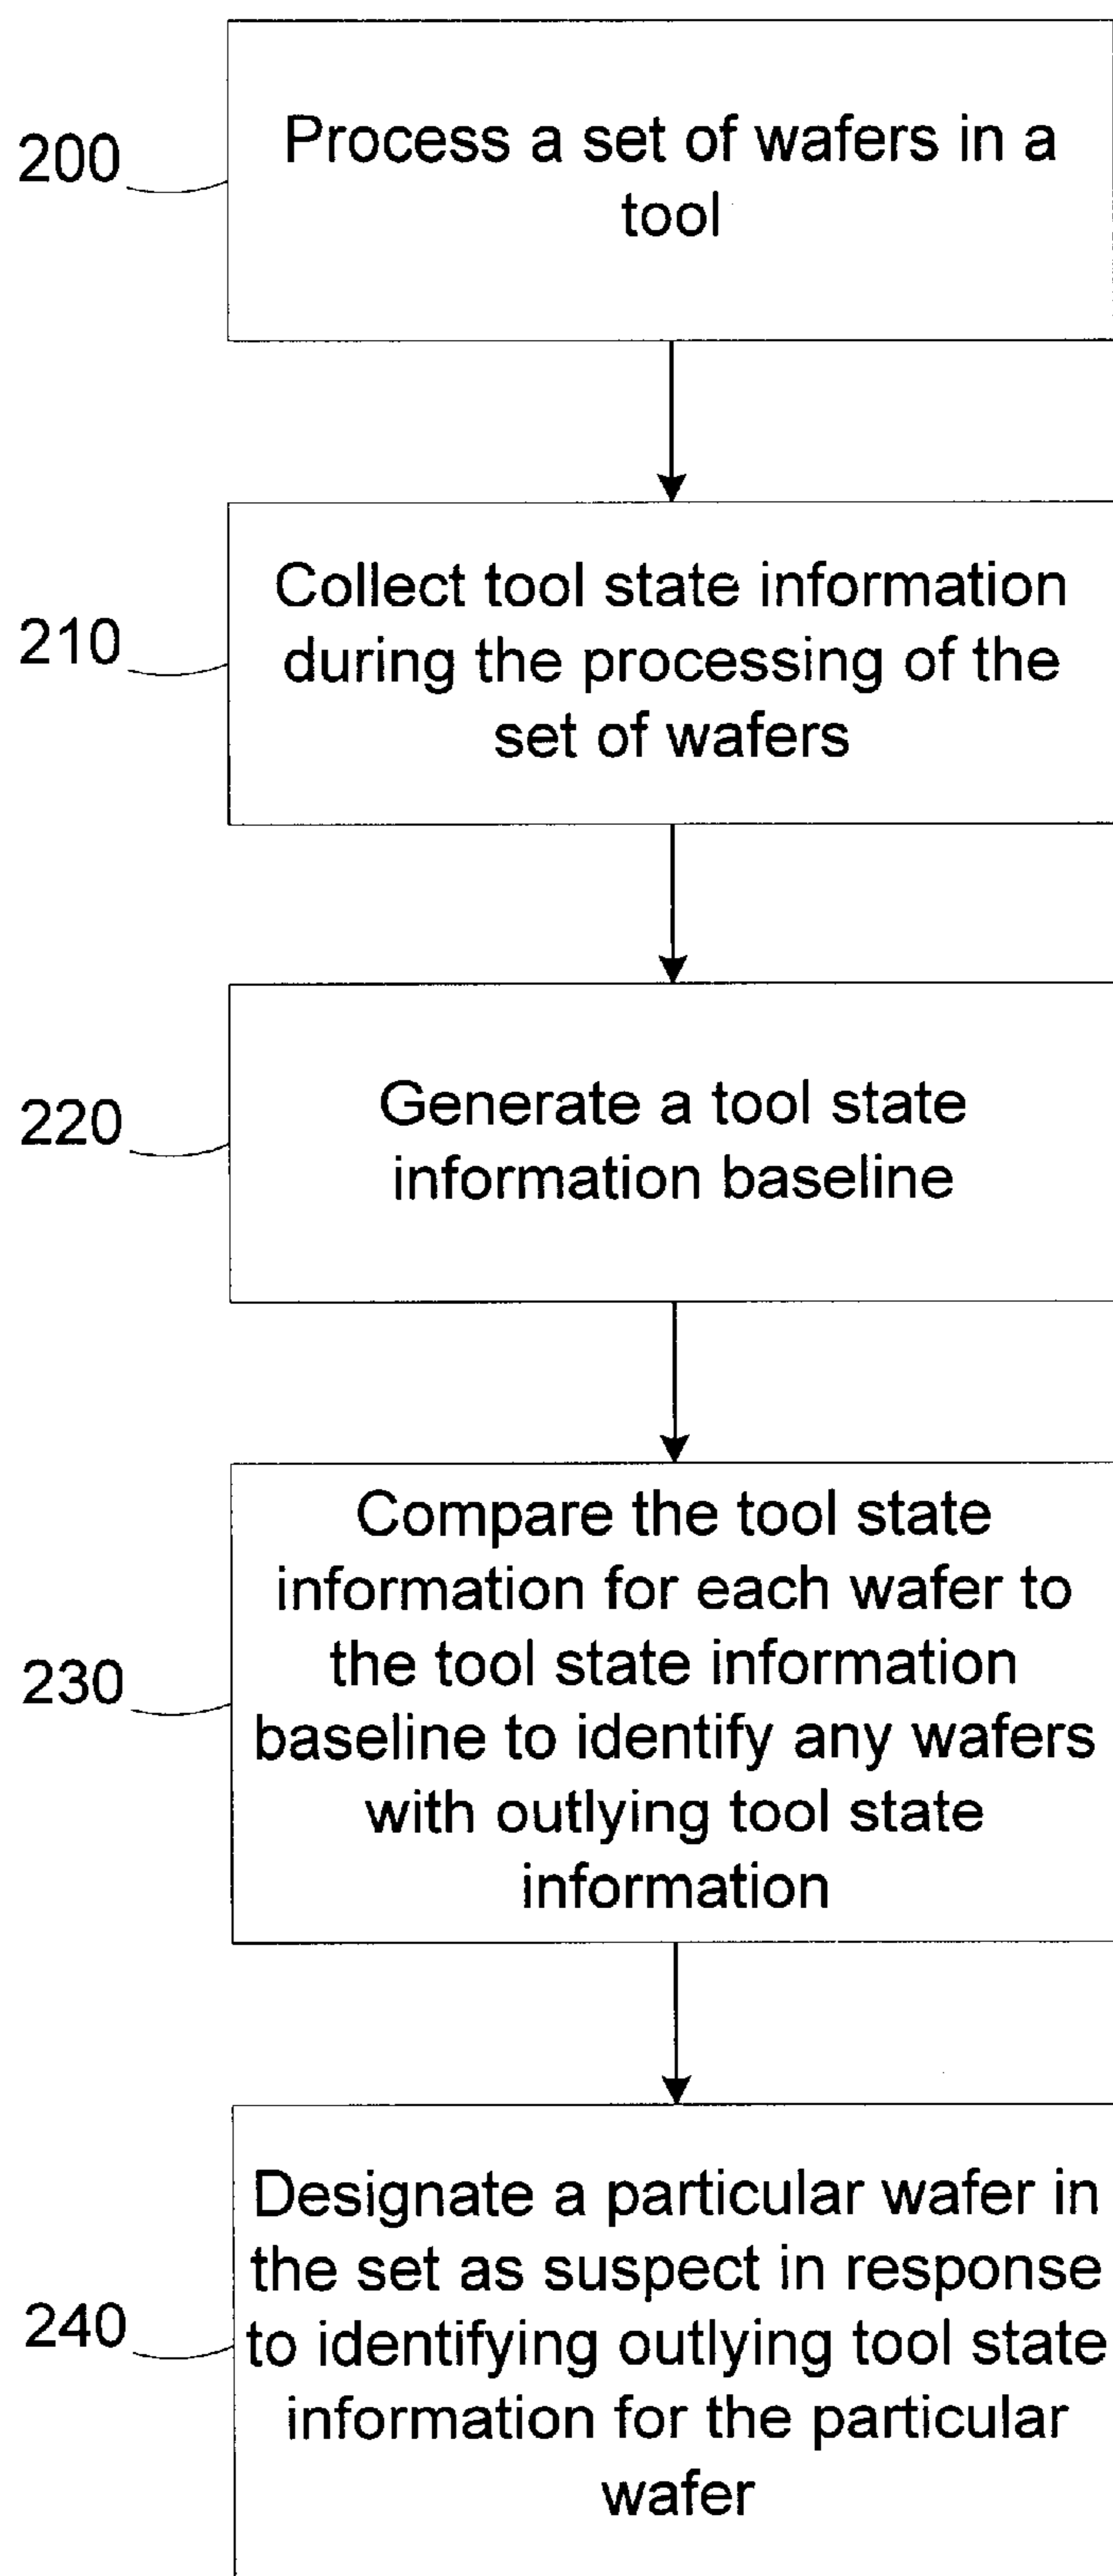 200
Process a set of wafers in a
tool
210
Collect tool state information
during the processing of the
set of wafers
220
Generate a tool state
information baseline
230
Compare the tool state
information for each wafer to
the tool state information
baseline to identify any wafers
with outlying tool state
information
240
Designate a particular wafer in
the set as suspect in response
to identifying outlying tool state
information for the particular
wafer